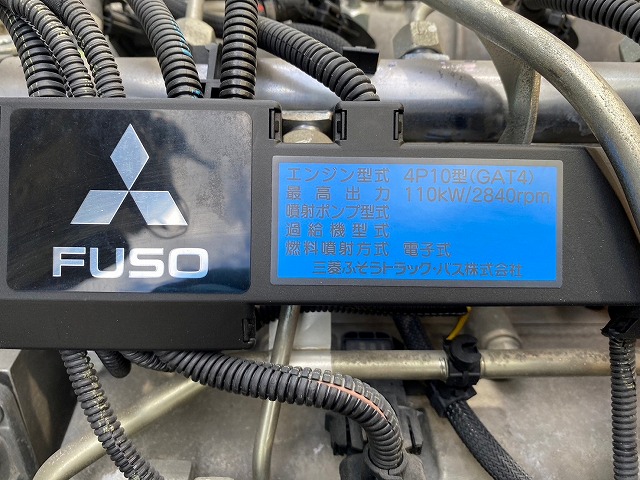 FUSO
エンジン型式 4P10型(GAT4)
最高出力 110kW/2840rpm
噴射ポンプ型式
過給機型式
燃料噴射方式 電子式
三菱ふそうトラック・バス株式会社